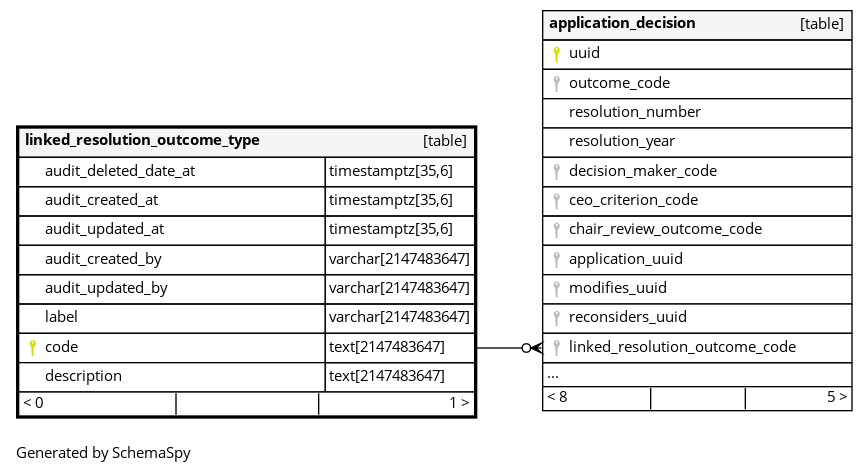 application_decision [table]
uuid
outcome_code
resolution_number
resolution_year
decision_maker_code
ceo_criterion_code
chair_review_outcome_code
application_uuid
modifies_uuid
reconsiders_uuid
linked_resolution_outcome_code
...
< 8 5 >
linked_resolution_outcome_type [table]
audit_deleted_date_at timestamptz[35,6]
audit_created_at timestamptz[35,6]
audit_updated_at timestamptz[35,6]
audit_created_by varchar[2147483647]
audit_updated_by varchar[2147483647]
label varchar[2147483647]
code text[2147483647]
description text[2147483647]
< 0 1 >
Generated by SchemaSpy